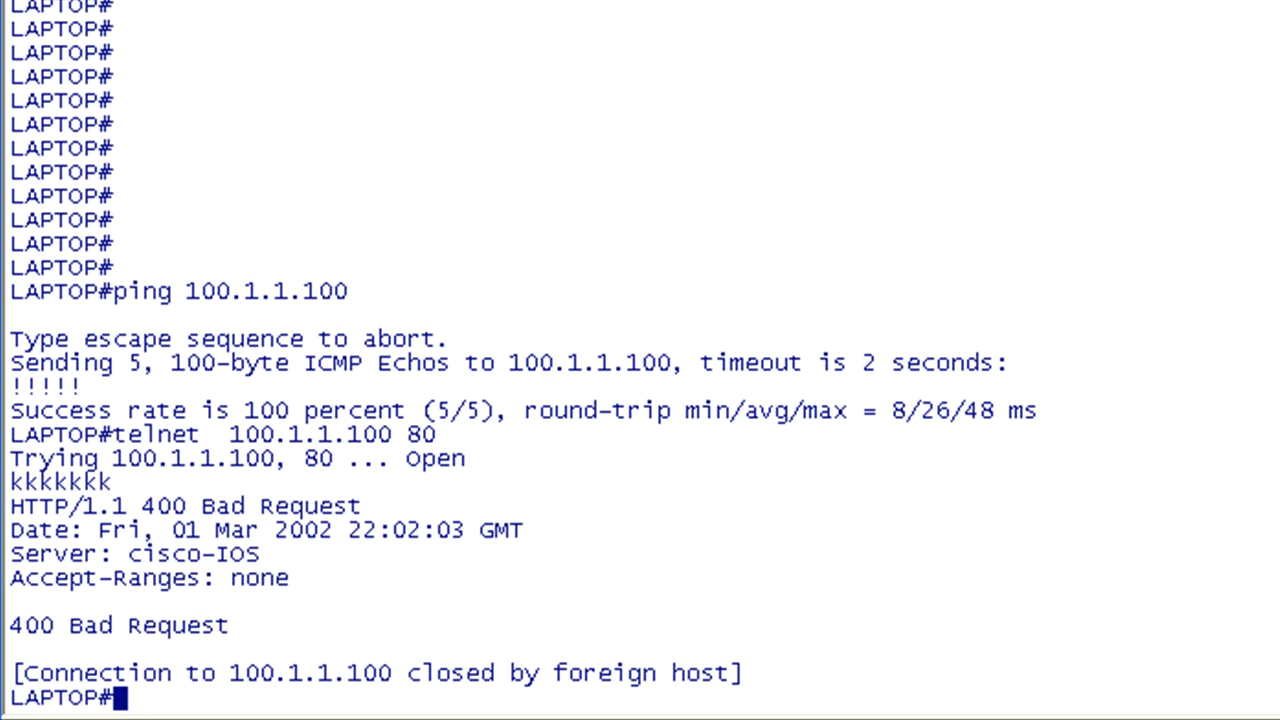 LAPTOP#
LAPTOP#
LAPTOP#
LAPTOP#
LAPTOP#
LAPTOP#
LAPTOP#
LAPTOP#
LAPTOP#
LAPTOP#
LAPTOP#
LAPTOP#
LAPTOP#ping 100.1.1.100
Type escape sequence to abort.
Sending 5, 100-byte ICMP Echos to 100.1.1.100, timeout is 2 seconds:
!!!!!
Success rate is 100 percent (5/5), round-trip min/avg/max = 8/26/48 ms
LAPTOP#telnet  100.1.1.100 80
Trying 100.1.1.100, 80 ... Open
kkkkkkk
HTTP/1.1 400 Bad Request
Date: Fri, 01 Mar 2002 22:02:03 GMT
Server: cisco-IOS
Accept-Ranges: none
400 Bad Request
[Connection to 100.1.1.100 closed by foreign host]
LAPTOP#